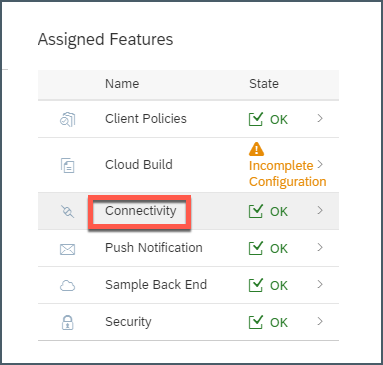 Assigned Features
Name State
Client Policies OK
Cloud Build Incomplete
Configuration
Connectivity OK
Push Notification OK
Sample Back End OK
Security OK